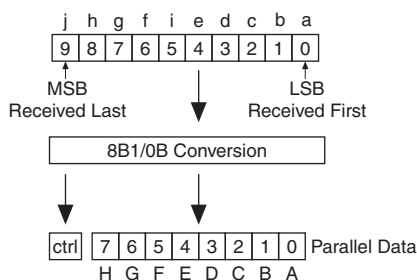 j h g f i e d c b a
9 8 7 6 5 4 3 2 1 0
MSB LSB
Received Last Received First
8B1/0B Conversion
ctrl 7 6 5 4 3 2 1 0 Parallel Data
H G F E D C B A